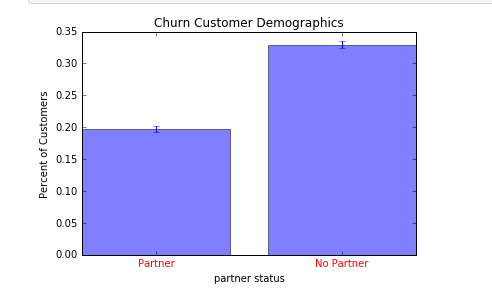 Churn Customer Demographics
0.35
0.30
0.25
0.20
0.15
0.10
0.05
0.00
Percent of Customers
Partner
No Partner
partner status